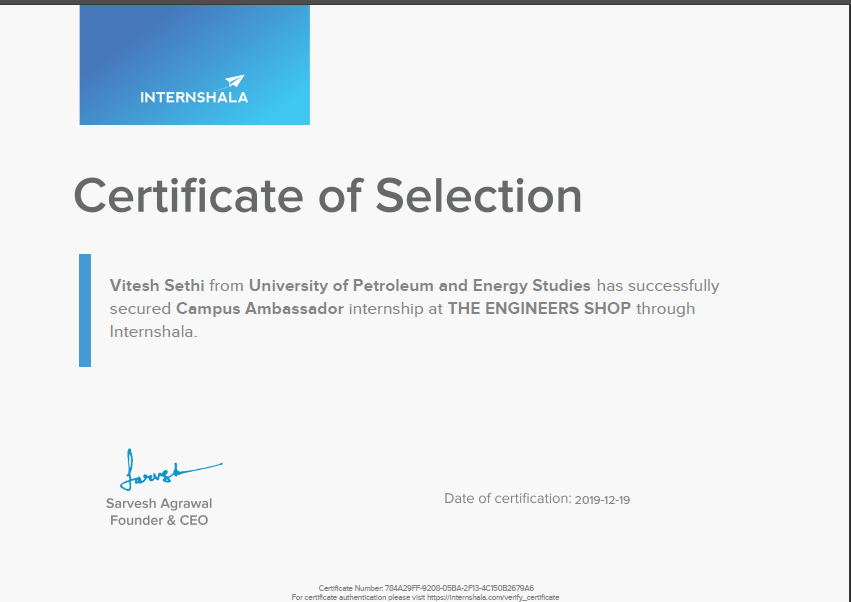 INTERNSHALA
Certificate of Selection
Vitesh Sethi from University of Petroleum and Energy Studies has successfully
secured Campus Ambassador internship at THE ENGINEERS SHOP through
Internshala.
Sarvesh
Sarvesh Agrawal
Founder & CEO
Date of certification: 2019-12-19
Certificate Number: 784A29FF-9208-05BA-2F13-4C150B2679A6
For certificate authentication please visit https://internshala.com/verify_certificate